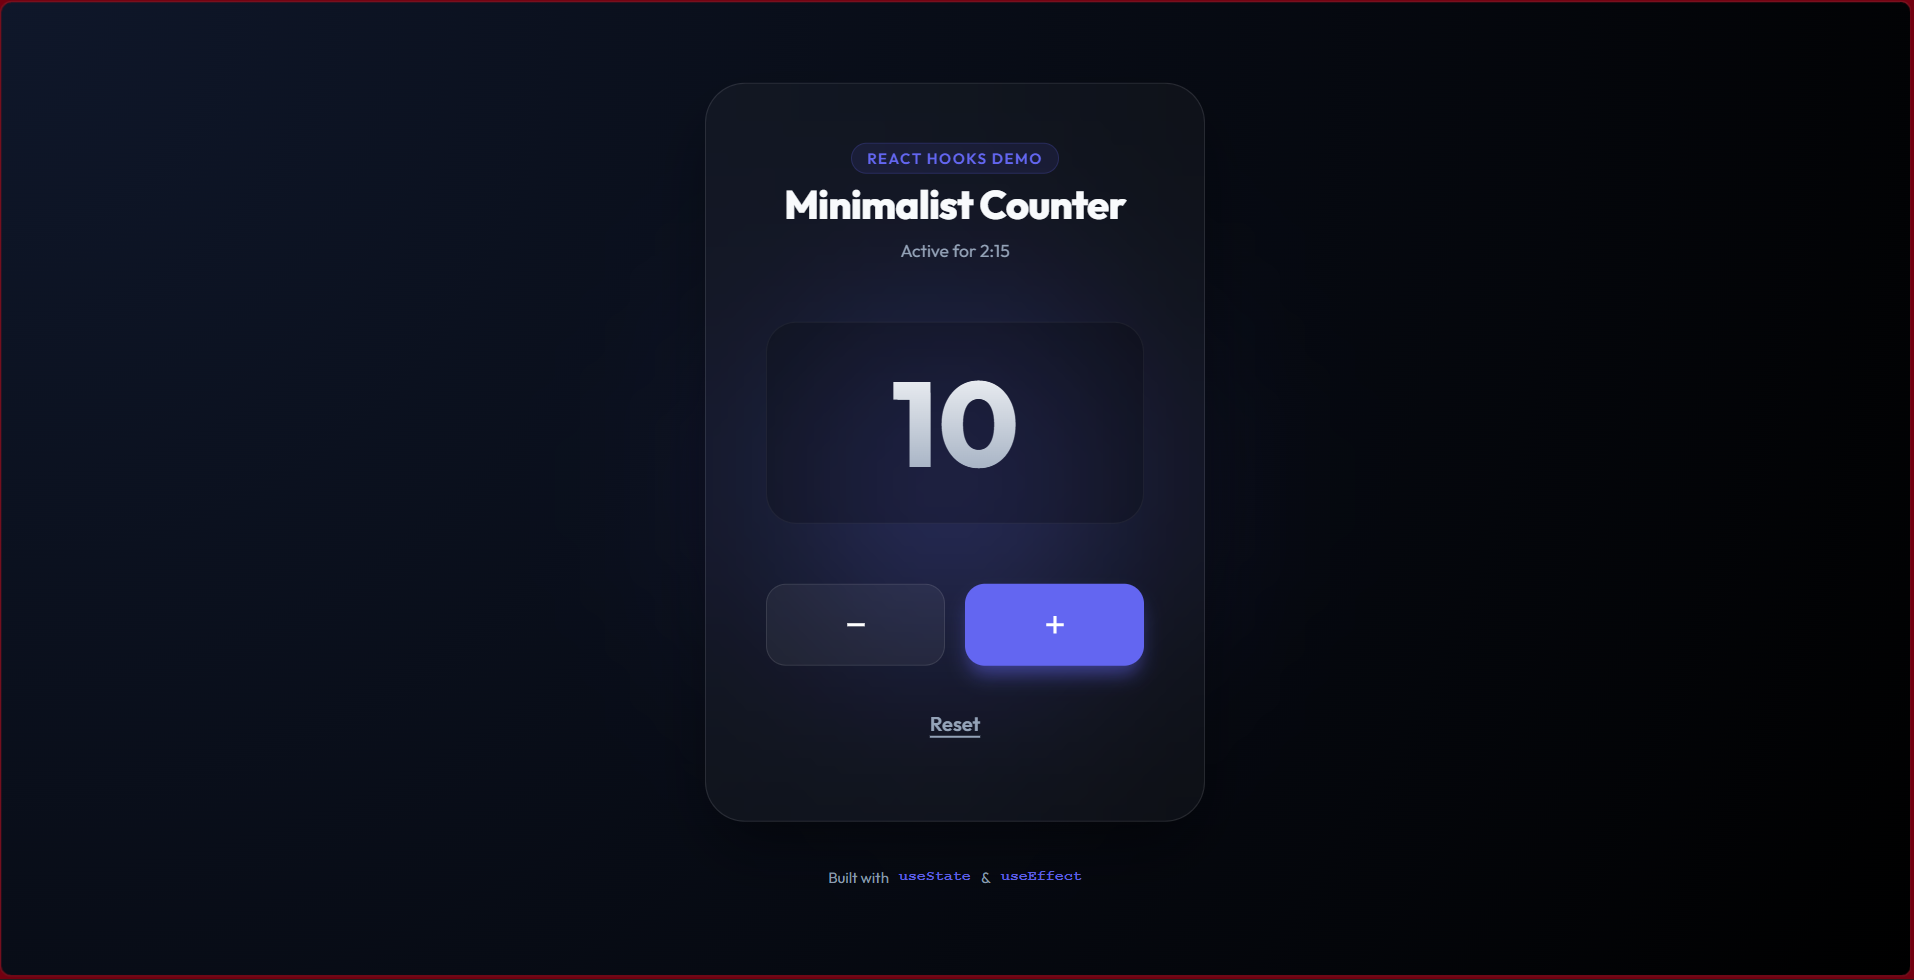 REACT HOOKS DEMO
Minimalist Counter
Active for 2:15
10
− +
Reset
Built with useState & useEffect